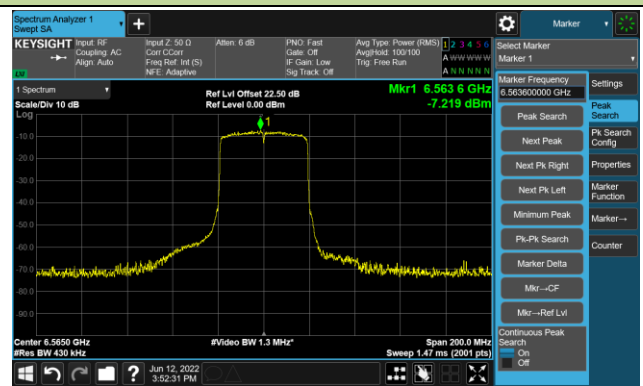 Spectrum Analyzer 1
Swept SA
Marker
KEYSIGHT
Input: RF
Coupling: AC
Align: Auto
Input Z: 50 Ω
Corr CCorr
Freq Ref: Int (S)
NFE: Adaptive
Atten: 6 dB
PNO: Fast
Gate: Off
IF Gain: Low
Sig Track: Off
Avg Type: Power (RMS)
Avg|Hold: 100/100
Trig: Free Run
1 2 3 4 5 6
A W W W W W
A N N N N N
LVI
Select Marker
Marker 1
1 Spectrum
Scale/Div 10 dB
Ref Lvl Offset 22.50 dB
Ref Level 0.00 dBm
Mkr1 6.563 6 GHz
-7.219 dBm
Log
1
-10.0
-20.0
-30.0
-40.0
-50.0
-60.0
-70.0
-80.0
-90.0
Center 6.5650 GHz
#Res BW 430 kHz
#Video BW 1.3 MHz*
Span 200.0 MHz
Sweep 1.47 ms (2001 pts)
Marker Frequency
6.563600000 GHz
Peak Search
Next Peak
Next Pk Right
Next Pk Left
Minimum Peak
Pk-Pk Search
Marker Delta
Mkr→CF
Mkr→Ref Lvl
Continuous Peak
Search
On
Off
Settings
Peak
Search
Pk Search
Config
Properties
Marker
Function
Marker→
Counter
?
Jun 12, 2022
3:52:31 PM